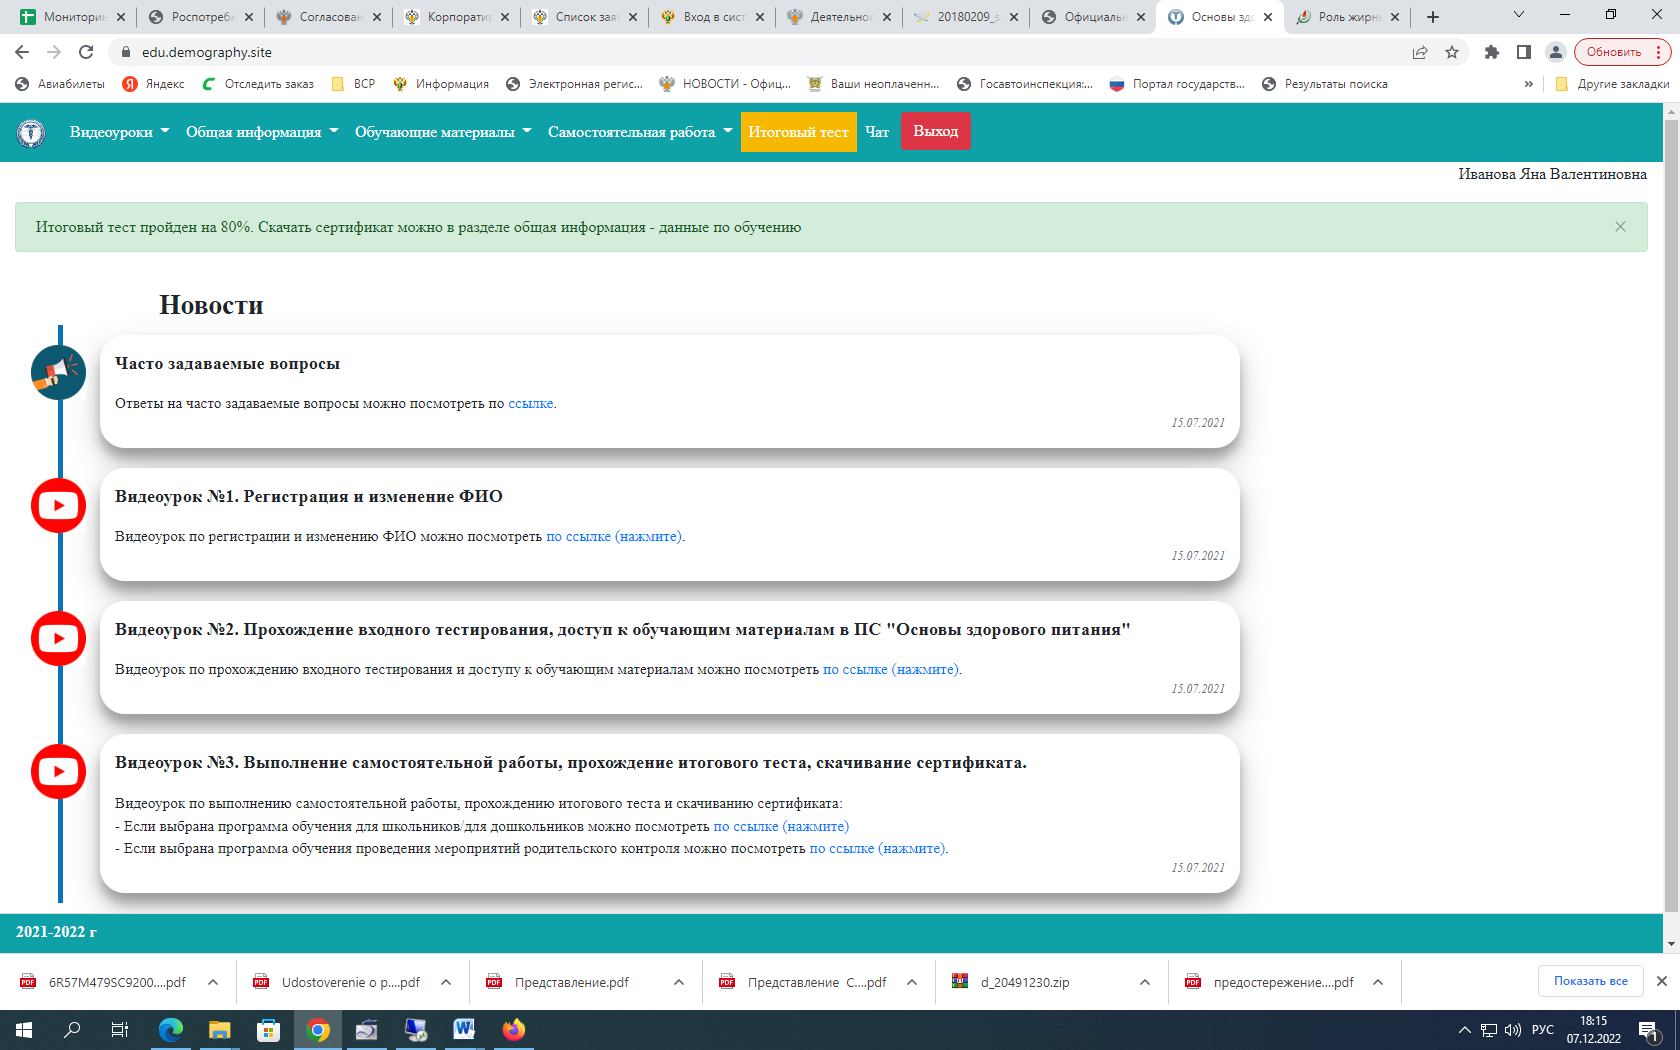 Мониторин
Роспотребн
Согласован
Корпоратив
Список заяв
Вход в сист
Деятельнос
20180209_s
Официальн
Основы здо
Роль жирны
edu.demography.site
Обновить
Авиабилеты
Яндекс
Отследить заказ
ВСР
Информация
Электронная регис...
НОВОСТИ - Офиц...
Ваши неоплаченн...
Госавтоинспекция:...
Портал государств...
Результаты поиска
»
Другие закладки
Видеоуроки
Общая информация
Обучающие материалы
Самостоятельная работа
Итоговый тест
Чат
Выход
Иванова Яна Валентиновна
Итоговый тест пройден на 80%. Скачать сертификат можно в разделе общая информация - данные по обучению
Новости
Часто задаваемые вопросы
Ответы на часто задаваемые вопросы можно посмотреть по ссылке.
15.07.2021
Видеоурок №1. Регистрация и изменение ФИО
Видеоурок по регистрации и изменению ФИО можно посмотреть по ссылке (нажмите).
15.07.2021
Видеоурок №2. Прохождение входного тестирования, доступ к обучающим материалам в ПС "Основы здорового питания"
Видеоурок по прохождению входного тестирования и доступу к обучающим материалам можно посмотреть по ссылке (нажмите).
15.07.2021
Видеоурок №3. Выполнение самостоятельной работы, прохождение итогового теста, скачивание сертификата.
Видеоурок по выполнению самостоятельной работы, прохождению итогового теста и скачиванию сертификата:
- Если выбрана программа обучения для школьников/для дошкольников можно посмотреть по ссылке (нажмите)
- Если выбрана программа обучения проведения мероприятий родительского контроля можно посмотреть по ссылке (нажмите).
15.07.2021
2021-2022 г
6R57M479SC9200....pdf
Udostoverenie o p....pdf
Представление.pdf
Представление С....pdf
d_20491230.zip
предостережение....pdf
Показать все
РУС
18:15
07.12.2022
1